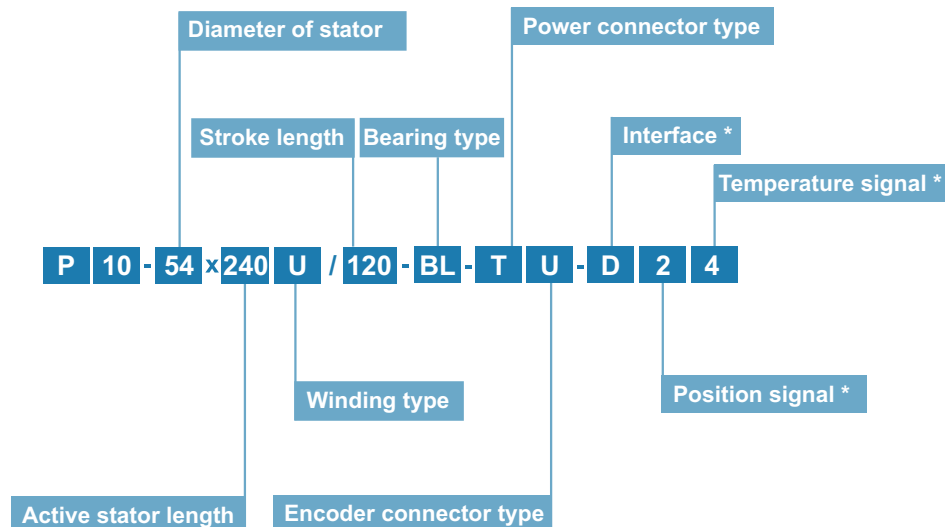 Diameter of stator
Power connector type
Stroke length
Bearing type
Interface *
Temperature signal *
P 10 - 54 x 240 U / 120 - BL - T U - D 2 4
Winding type
Position signal *
Active stator length
Encoder connector type